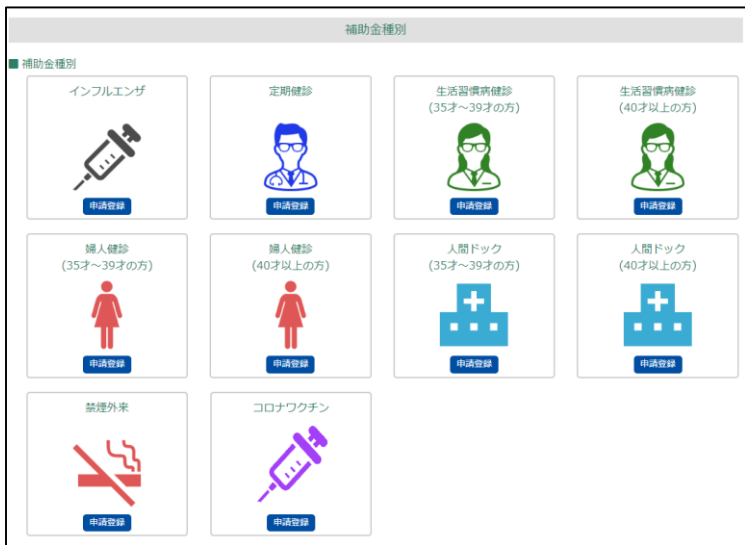 補助金種別
■ 補助金種別
インフルエンザ
申請登録
定期健診
申請登録
生活習慣病健診
(35才～39才の方)
申請登録
生活習慣病健診
(40才以上の方)
申請登録
婦人健診
(35才～39才の方)
申請登録
婦人健診
(40才以上の方)
申請登録
人間ドック
(35才～39才の方)
申請登録
人間ドック
(40才以上の方)
申請登録
禁煙外来
申請登録
コロナワクチン
申請登録